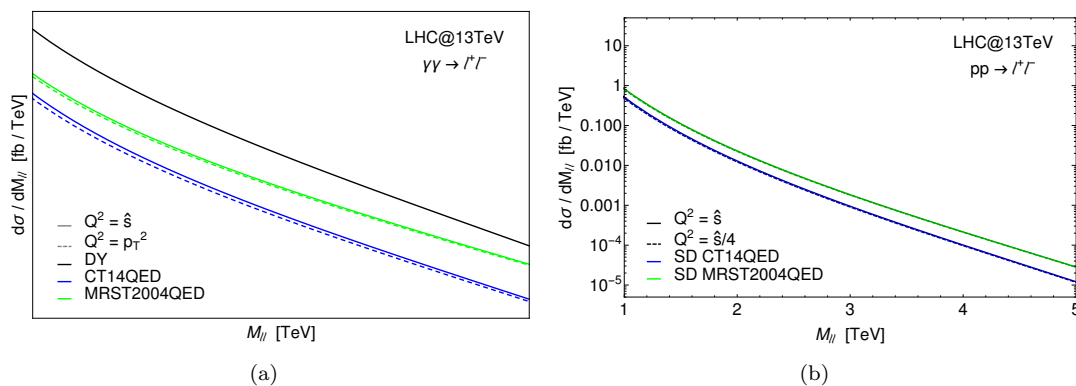 LHC@13TeV
γγ → l⁺l⁻
dσ / dM_ll [fb / TeV]
Q² = ŝ
Q² = p_T²
DY
CT14QED
MRST2004QED
M_ll [TeV]
(a)
LHC@13TeV
pp → l⁺l⁻
dσ / dM_ll [fb / TeV]
10
1
0.100
0.010
0.001
10⁻⁴
10⁻⁵
Q² = ŝ
Q² = ŝ/4
SD CT14QED
SD MRST2004QED
1 2 3 4 5
M_ll [TeV]
(b)